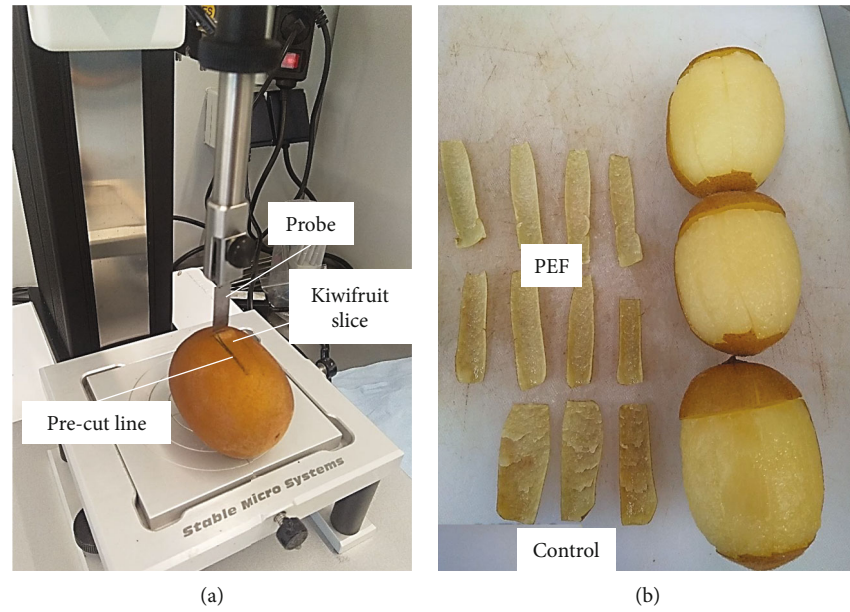 Probe
Kiwifruit
slice
Pre-cut line
Stable Micro Systems
(a)
PEF
Control
(b)